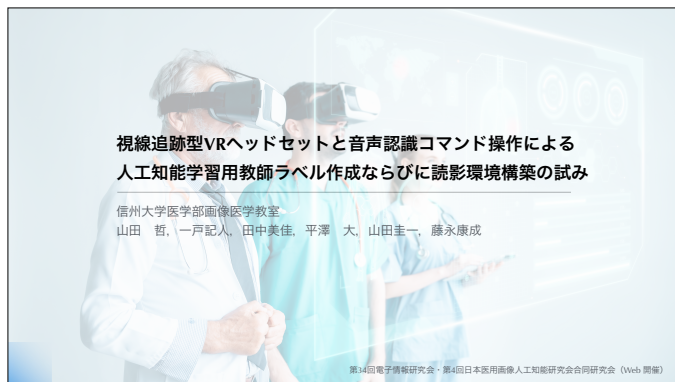 視線追跡型VRヘッドセットと音声認識コマンド操作による
人工知能学習用教師ラベル作成ならびに読影環境構築の試み
信州大学医学部画像医学教室
山田　哲，一戸記人，田中美佳，平澤　大，山田圭一，藤永康成
第34回電子情報研究会・第4回日本医用画像人工知能研究会合同研究会（Web 開催）